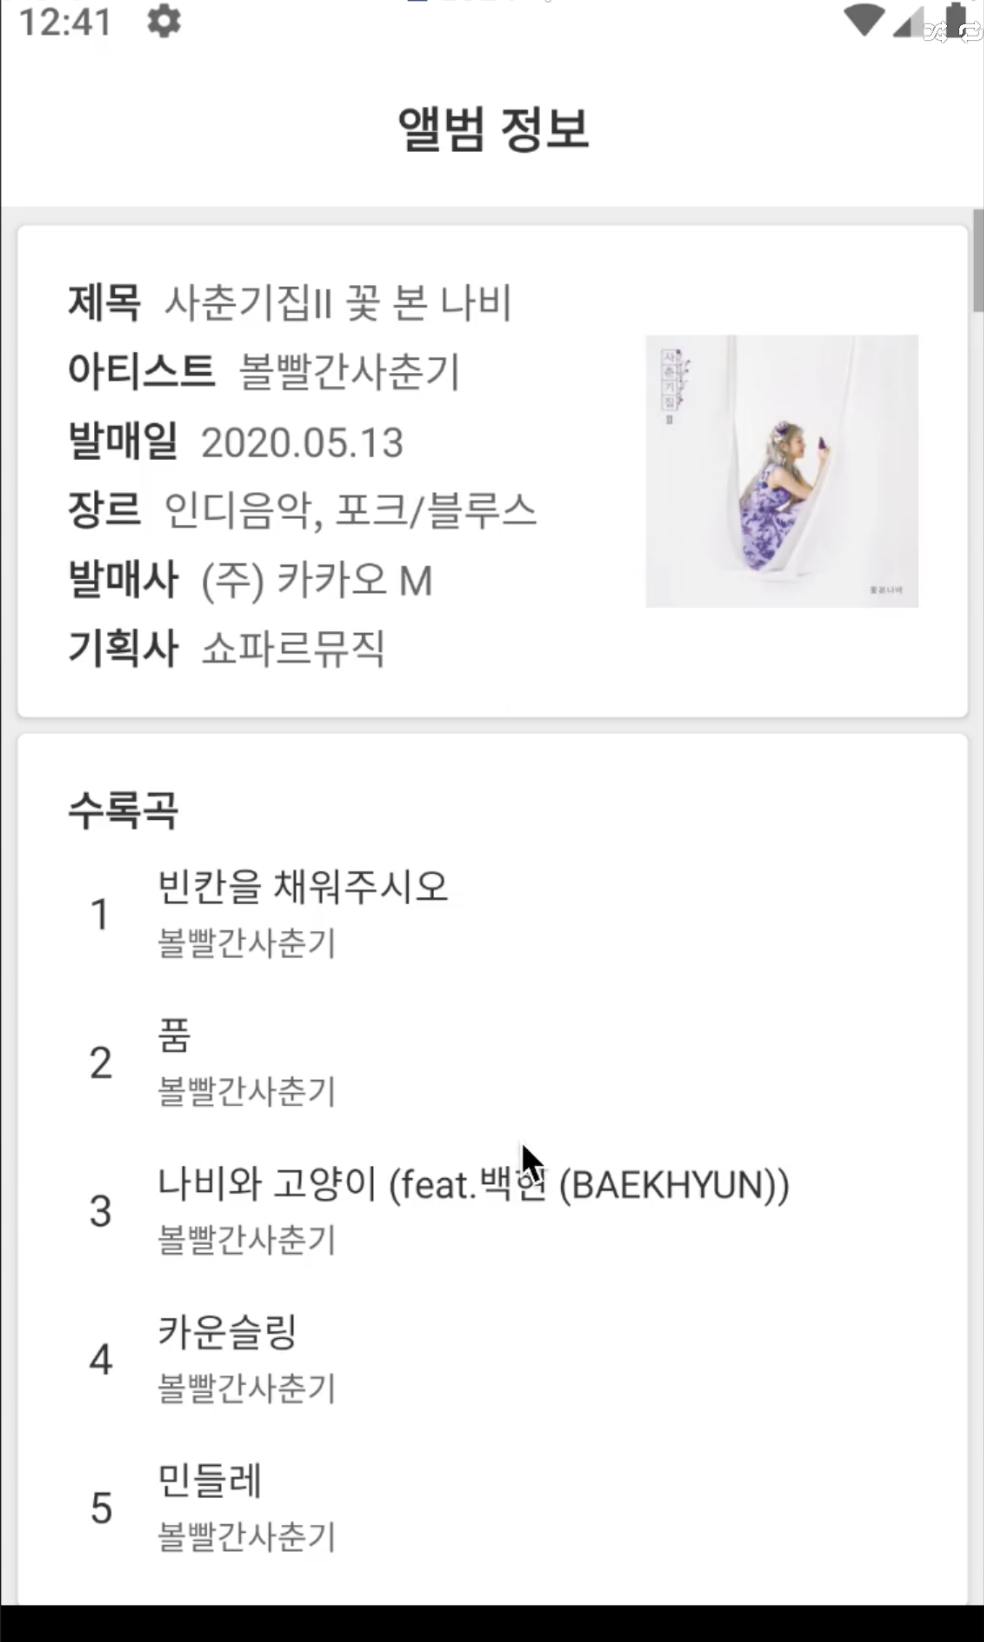 12:41
앨범 정보
제목 사춘기집II 꽃 본 나비
아티스트 볼빨간사춘기
발매일 2020.05.13
장르 인디음악, 포크/블루스
발매사 (주) 카카오 M
기획사 쇼파르뮤직
사
춘
기
집
II
꽃본나비
수록곡
1 빈칸을 채워주시오
볼빨간사춘기
2 품
볼빨간사춘기
3 나비와 고양이 (feat.백현 (BAEKHYUN))
볼빨간사춘기
4 카운슬링
볼빨간사춘기
5 민들레
볼빨간사춘기